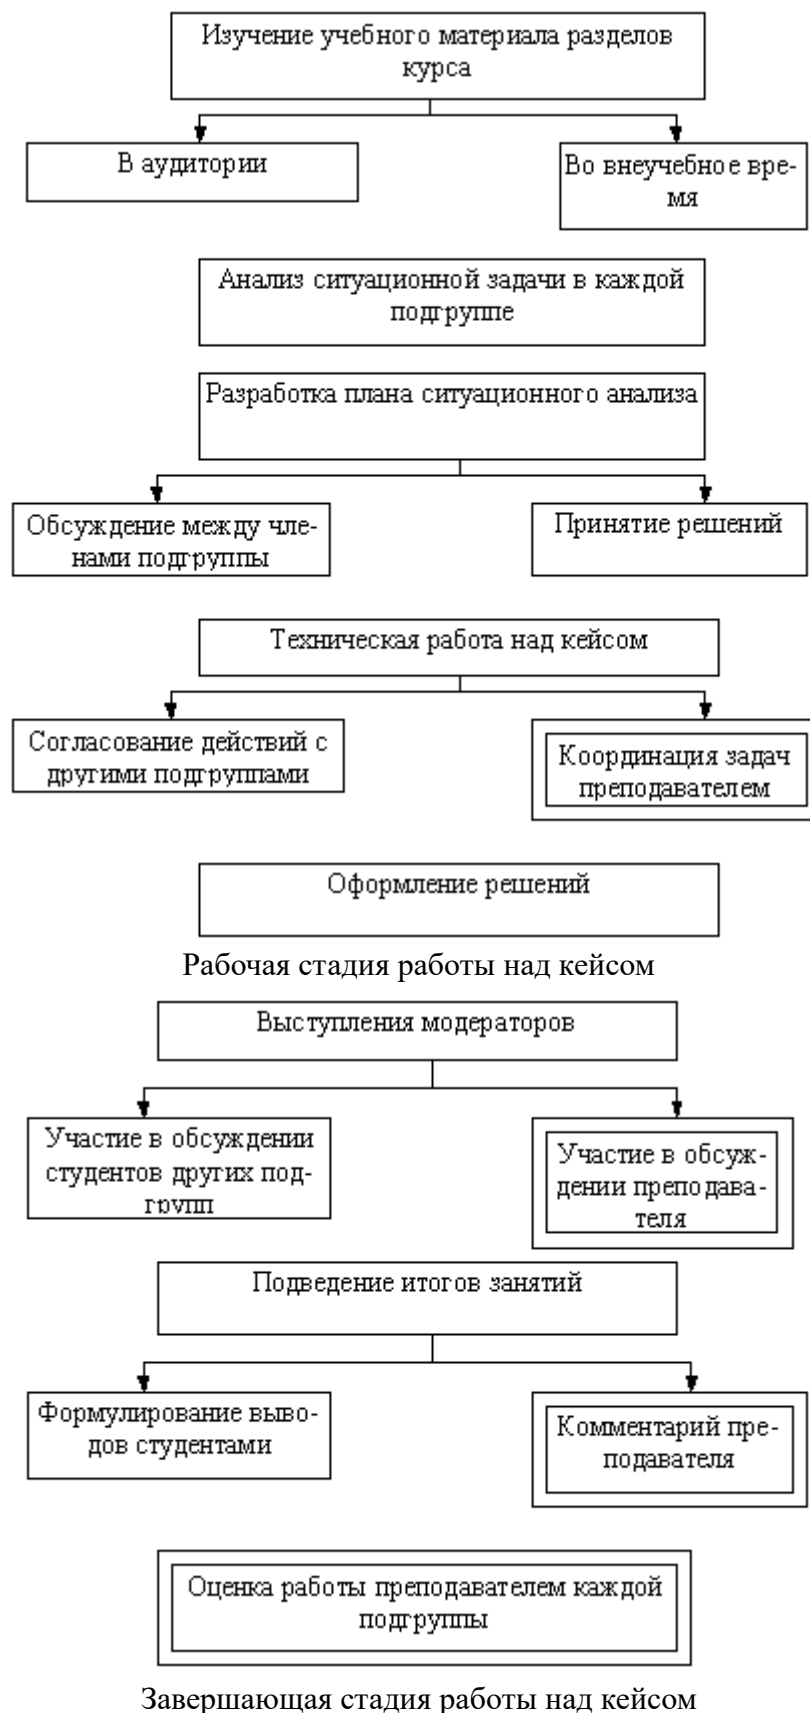 Изучение учебного материала разделов
курса
В аудитории
Во внеучебное вре-
мя
Анализ ситуационной задачи в каждой
подгруппе
Разработка плана ситуационного анализа
Обсуждение между чле-
нами подгруппы
Принятие решений
Техническая работа над кейсом
Согласование действий с
другими подгруппами
Координация задач
преподавателем
Оформление решений
Рабочая стадия работы над кейсом
Выступления модераторов
Участие в обсуждении
студентов других под-
групп
Участие в обсуж-
дении преподава-
теля
Подведение итогов занятий
Формулирование выво-
дов студентами
Комментарий пре-
подавателя
Оценка работы преподавателем каждой
подгруппы
Завершающая стадия работы над кейсом